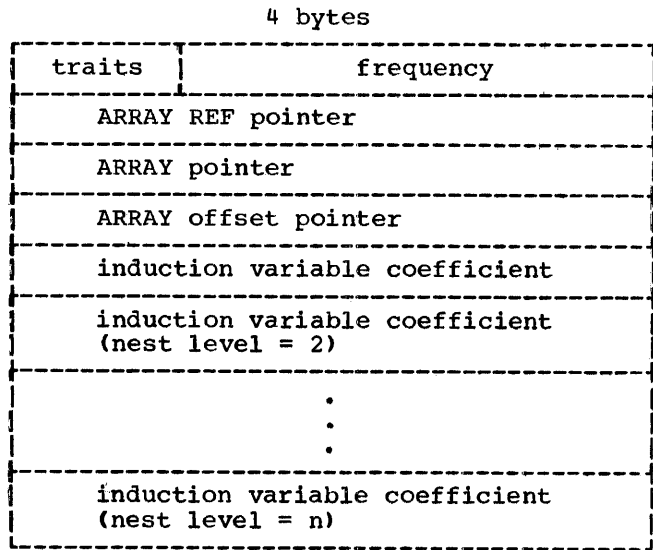 4 bytes
traits frequency
ARRAY REF pointer
ARRAY pointer
ARRAY offset pointer
induction variable coefficient
induction variable coefficient
(nest level = 2)
.
.
.
induction variable coefficient
(nest level = n)